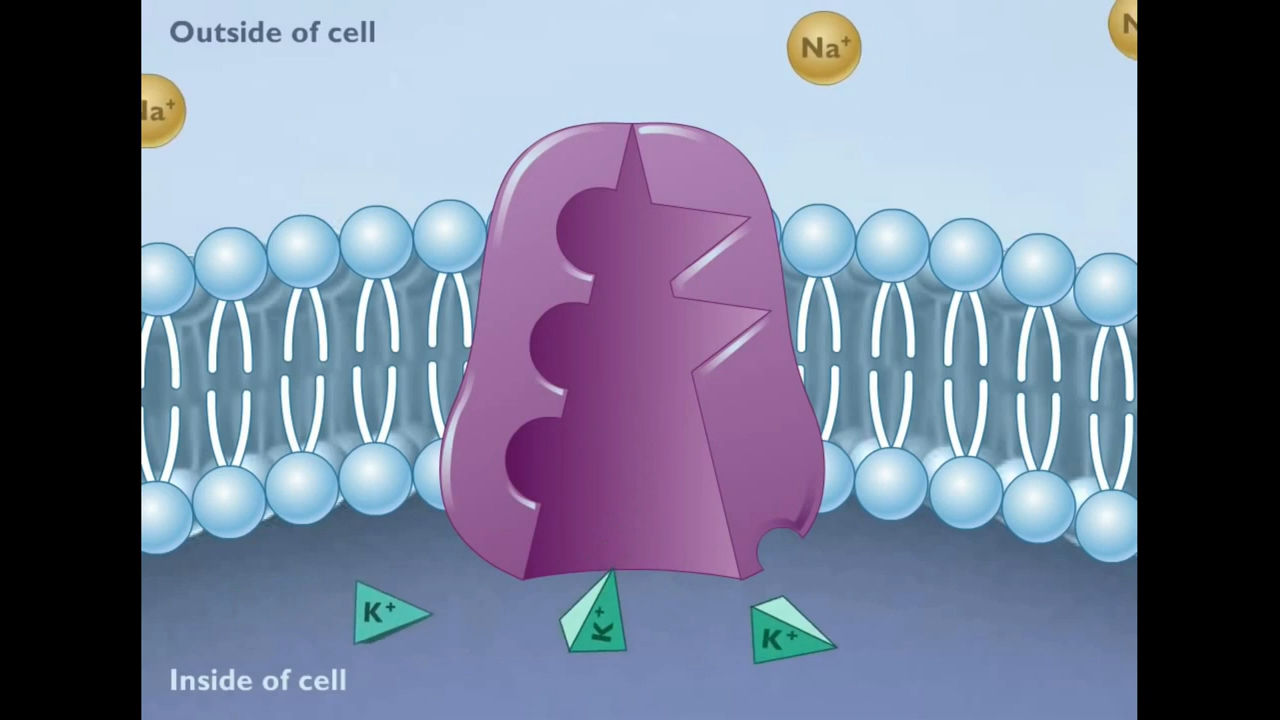 Outside of cell
Na⁺
K⁺
K⁺
K⁺
Inside of cell